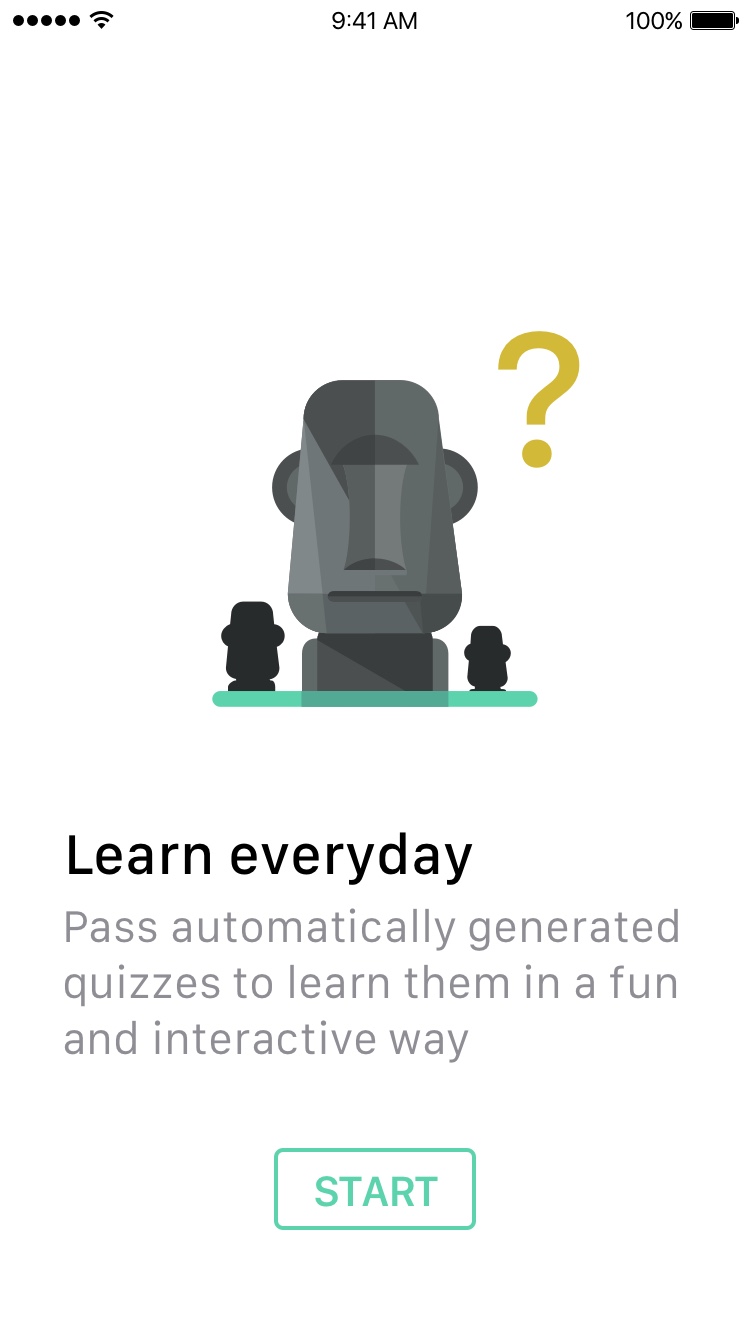 9:41 AM 100%
?
Learn everyday
Pass automatically generated
quizzes to learn them in a fun
and interactive way
START